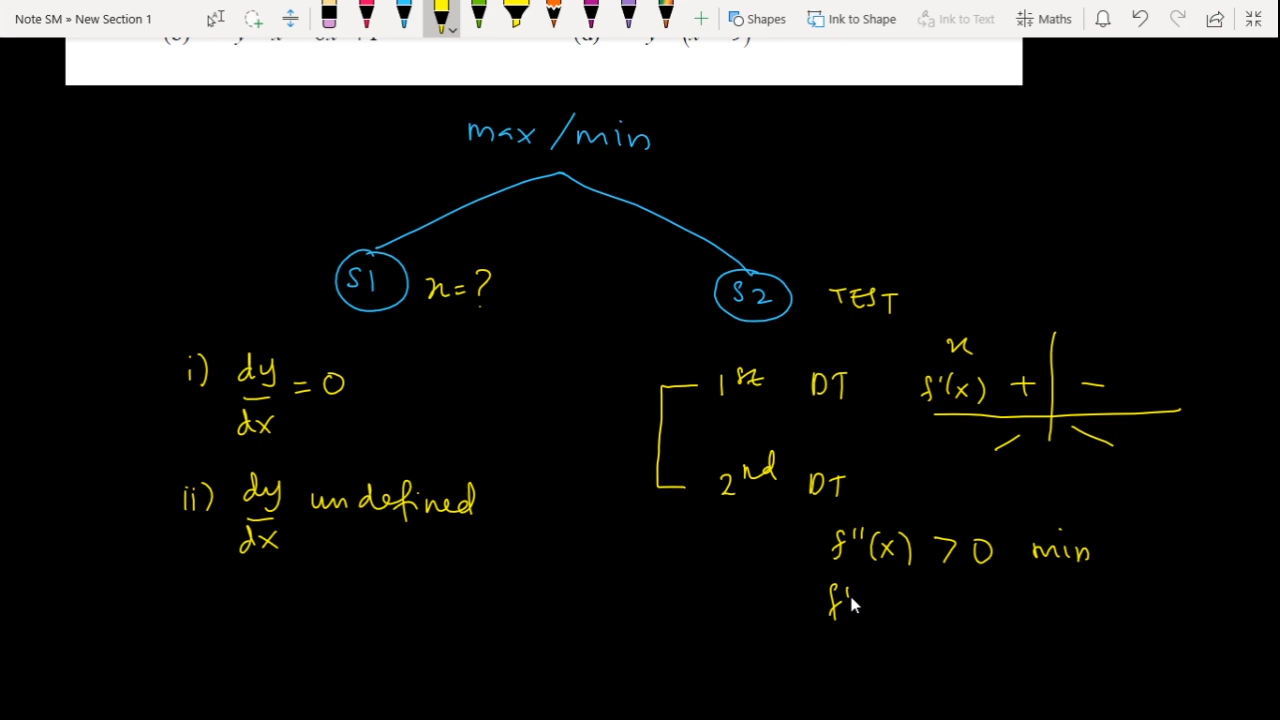 Note SM » New Section 1
Shapes
Ink to Shape
Ink to Text
Maths
max/min
S1 x=?
S2 TEST
i) dy/dx = 0
ii) dy/dx undefined
1st DT
x
f'(x) + | −
2nd DT
f''(x) > 0 min
f'